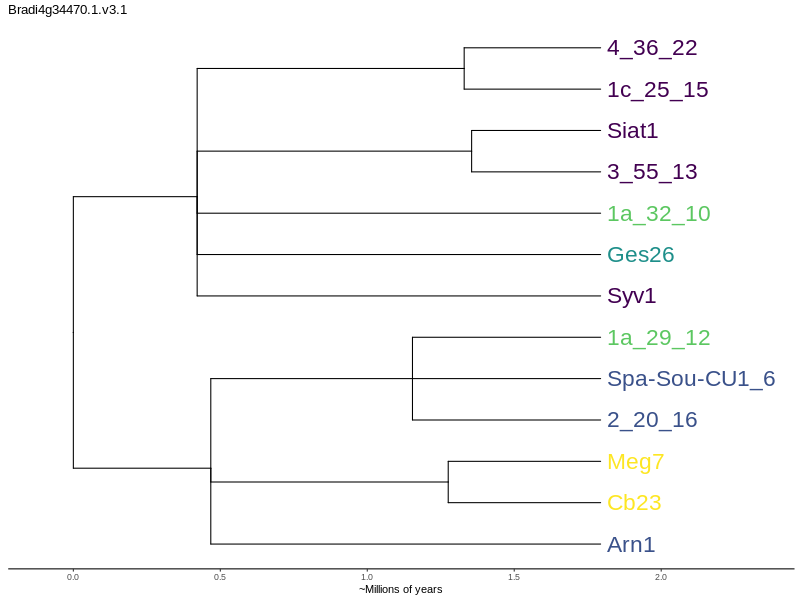 Bradi4g34470.1.v3.1
4_36_22
1c_25_15
Siat1
3_55_13
1a_32_10
Ges26
Syv1
1a_29_12
Spa-Sou-CU1_6
2_20_16
Meg7
Cb23
Arn1
0.0 0.5 1.0 1.5 2.0
~Millions of years